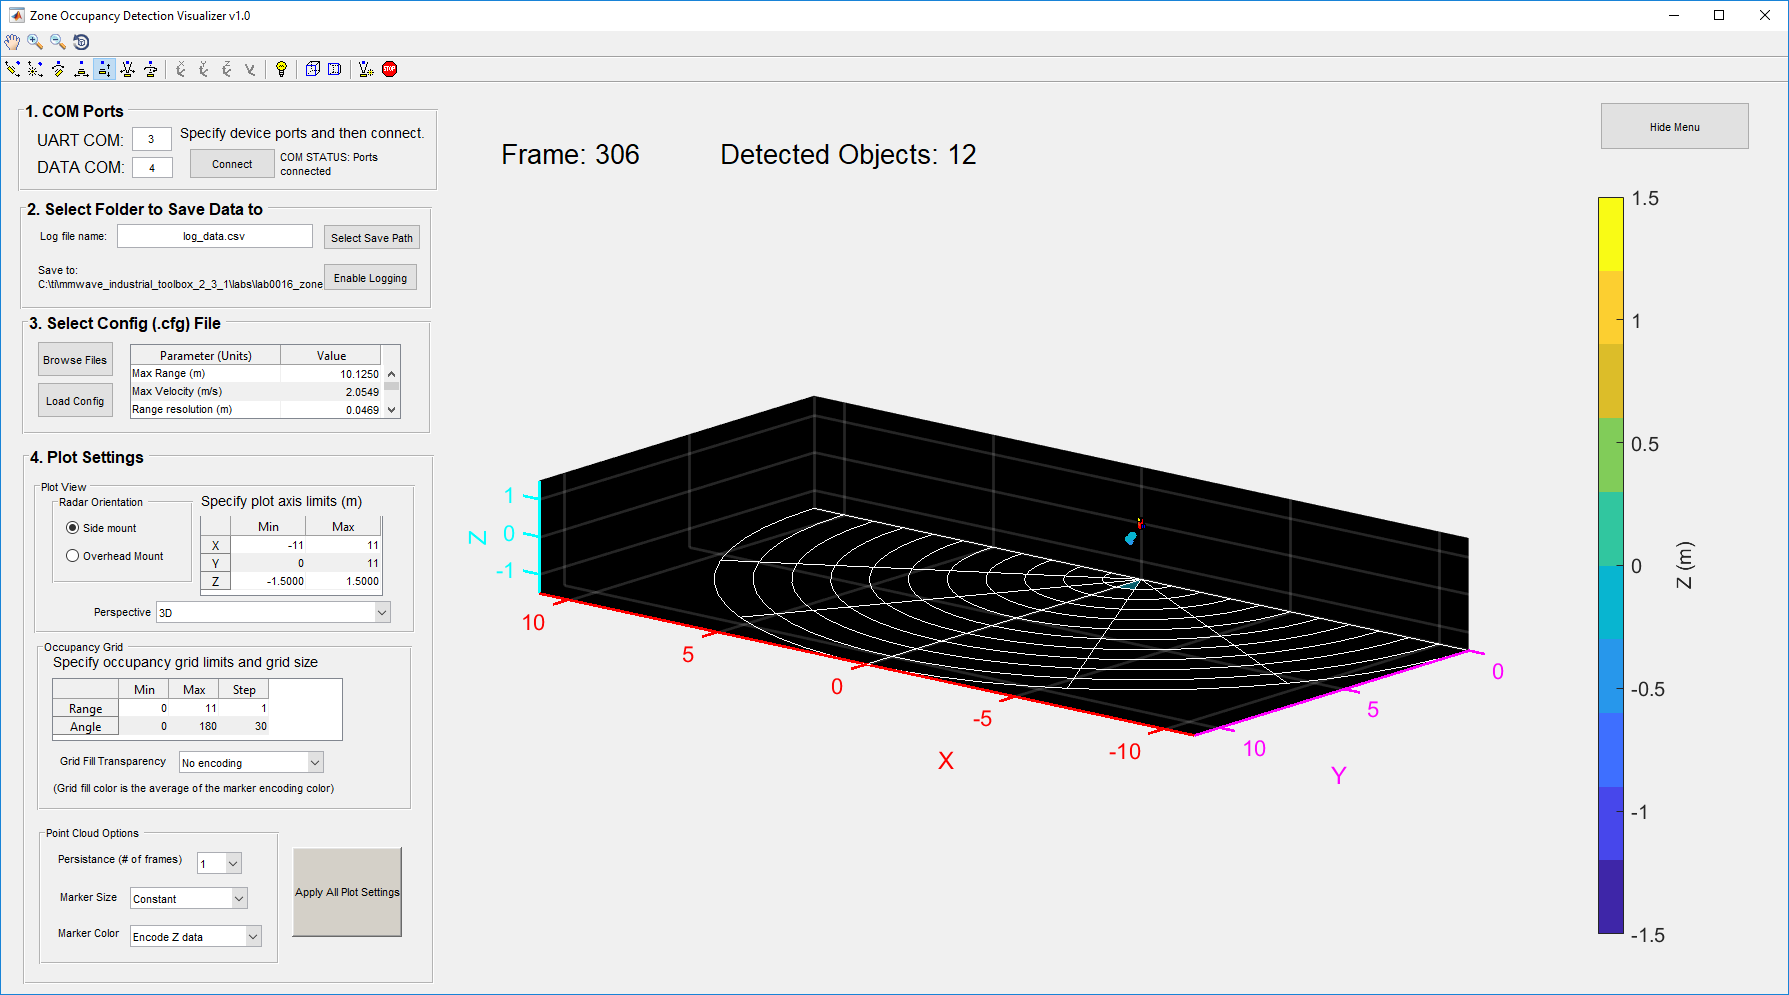 Zone Occupancy Detection Visualizer v1.0
STOP
1. COM Ports
UART COM: 3 Specify device ports and then connect.
DATA COM: 4 Connect COM STATUS: Ports
connected
2. Select Folder to Save Data to
Log file name: log_data.csv Select Save Path
Save to:
C:\ti\mmwave_industrial_toolbox_2_3_1\labs\lab0016_zone Enable Logging
3. Select Config (.cfg) File
Browse Files
Load Config
Parameter (Units) Value
Max Range (m) 10.1250
Max Velocity (m/s) 2.0549
Range resolution (m) 0.0469
4. Plot Settings
Plot View
Radar Orientation
Side mount
Overhead Mount
Specify plot axis limits (m)
Min Max
X -11 11
Y 0 11
Z -1.5000 1.5000
Perspective 3D
Occupancy Grid
Specify occupancy grid limits and grid size
Min Max Step
Range 0 11 1
Angle 0 180 30
Grid Fill Transparency No encoding
(Grid fill color is the average of the marker encoding color)
Point Cloud Options
Persistance (# of frames) 1
Marker Size Constant
Marker Color Encode Z data
Apply All Plot Settings
Frame: 306 Detected Objects: 12
Hide Menu
1
0
-1
Z
10
5
0
-5
-10
X
0
5
10
Y
1.5
1
0.5
0
-0.5
-1
-1.5
Z (m)